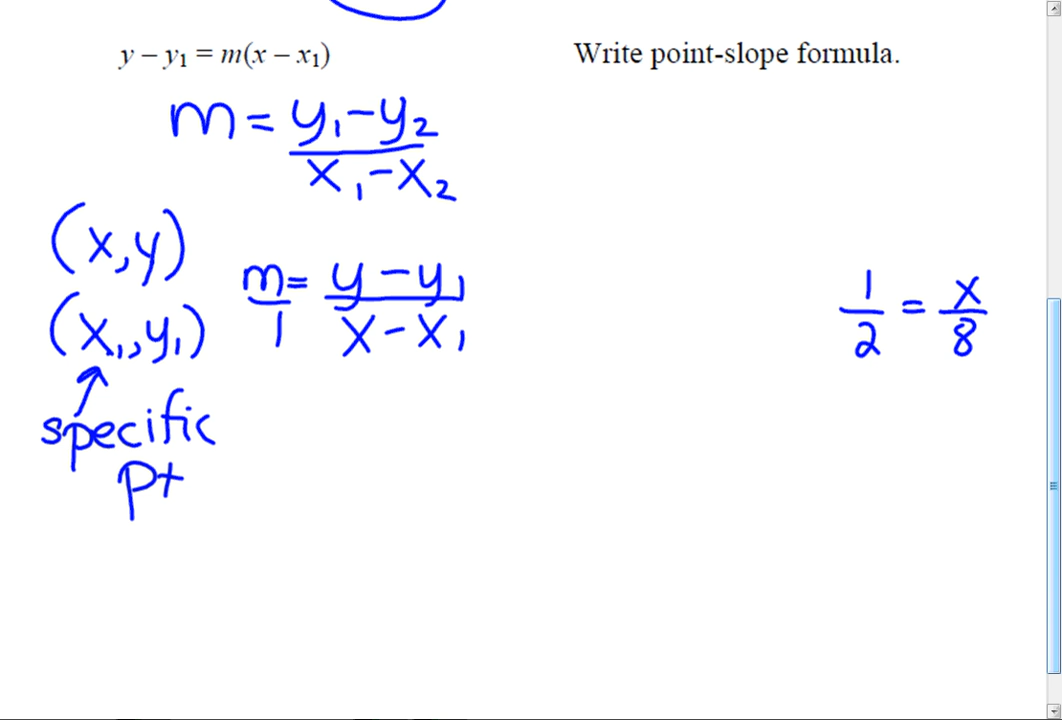 y − y₁ = m(x − x₁)
Write point-slope formula.
m = y₁ − y₂
x₁ − x₂
(x, y)
m/1 = y − y₁ / x − x₁
(x₁, y₁)
1/2 = x/8
specific
pt